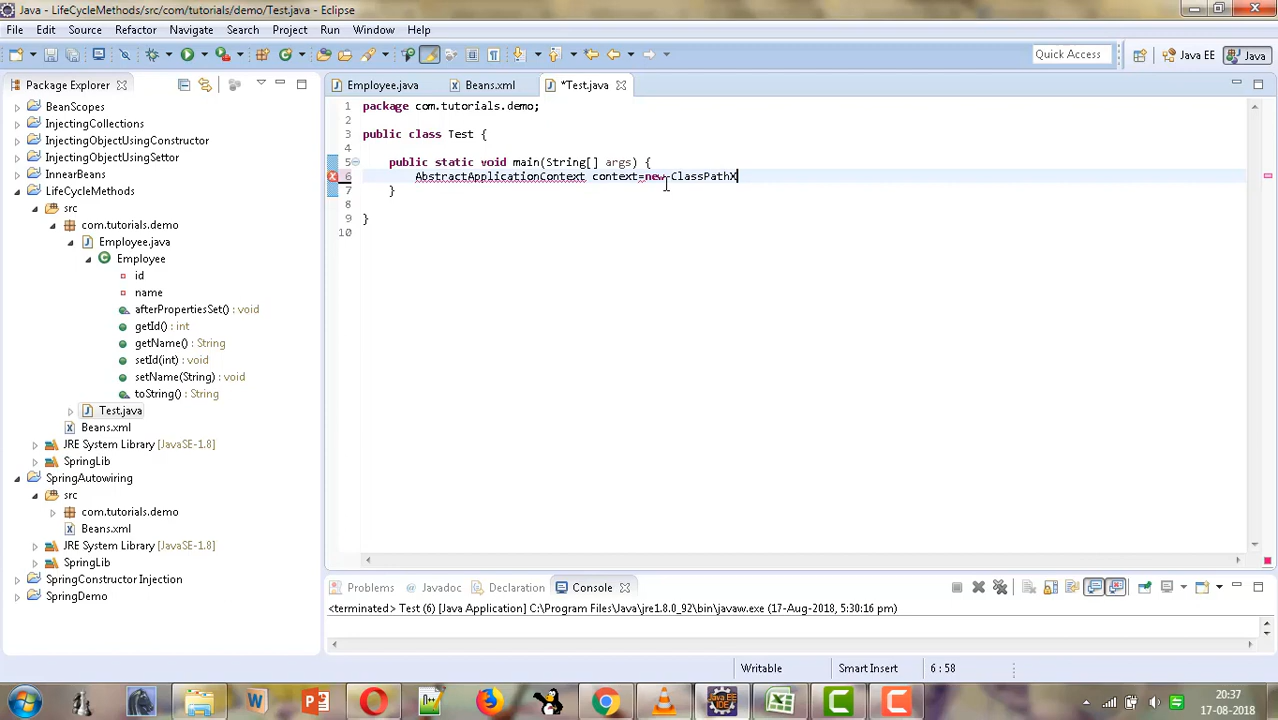 Java - LifeCycleMethods/src/com/tutorials/demo/Test.java - Eclipse
File Edit Source Refactor Navigate Search Project Run Window Help
Quick Access Java EE Java
Package Explorer
BeanScopes
InjectingCollections
InjectingObjectUsingConstructor
InjectingObjectUsingSettor
InnearBeans
LifeCycleMethods
src
com.tutorials.demo
Employee.java
Employee
id
name
afterPropertiesSet() : void
getId() : int
getName() : String
setId(int) : void
setName(String) : void
toString() : String
Test.java
Beans.xml
JRE System Library [JavaSE-1.8]
SpringLib
SpringAutowiring
src
com.tutorials.demo
Beans.xml
JRE System Library [JavaSE-1.8]
SpringLib
SpringConstructor Injection
SpringDemo
Employee.java Beans.xml *Test.java
1 package com.tutorials.demo;
2
3 public class Test {
4
5 public static void main(String[] args) {
6 AbstractApplicationContext context=new ClassPathX
7 }
8
9 }
10
Problems Javadoc Declaration Console
<terminated> Test (6) [Java Application] C:\Program Files\Java\jre1.8.0_92\bin\javaw.exe (17-Aug-2018, 5:30:16 pm)
Writable Smart Insert 6 : 58
20:37
17-08-2018